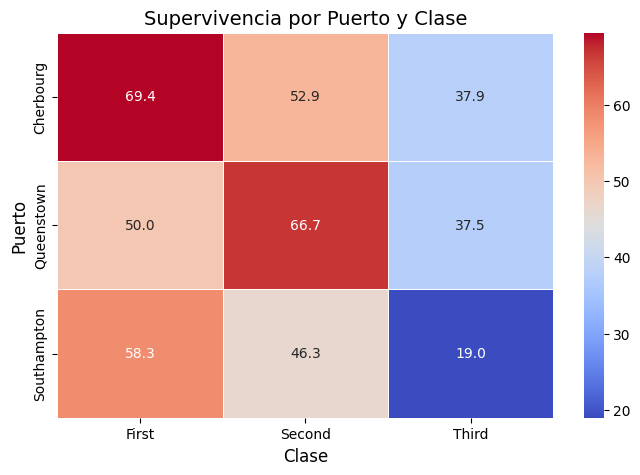 Supervivencia por Puerto y Clase
Puerto
Cherbourg
69.4 52.9 37.9
Queenstown
50.0 66.7 37.5
Southampton
58.3 46.3 19.0
First Second Third
Clase
60
50
40
30
20